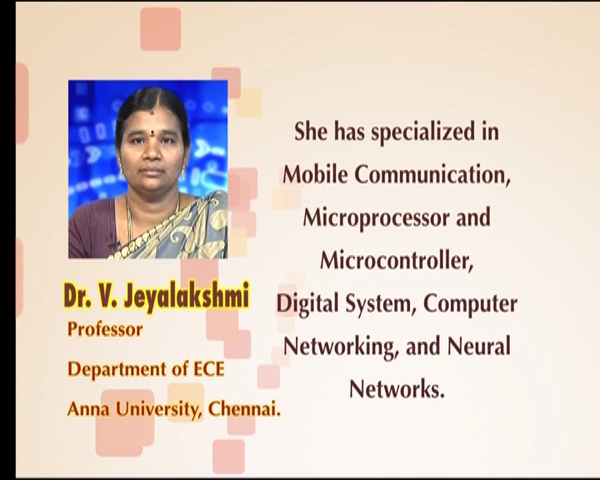 Dr. V. Jeyalakshmi
Professor
Department of ECE
Anna University, Chennai.
She has specialized in
Mobile Communication,
Microprocessor and
Microcontroller,
Digital System, Computer
Networking, and Neural
Networks.